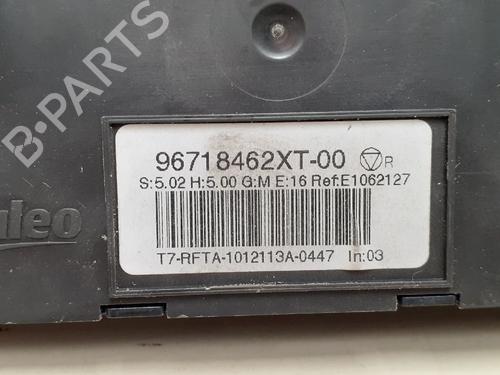 B-PARTS
96718462XT-00 R
S:5.02 H:5.00 G:M E:16 Ref:E1062127
T7-RFTA-1012113A-0447 In:03